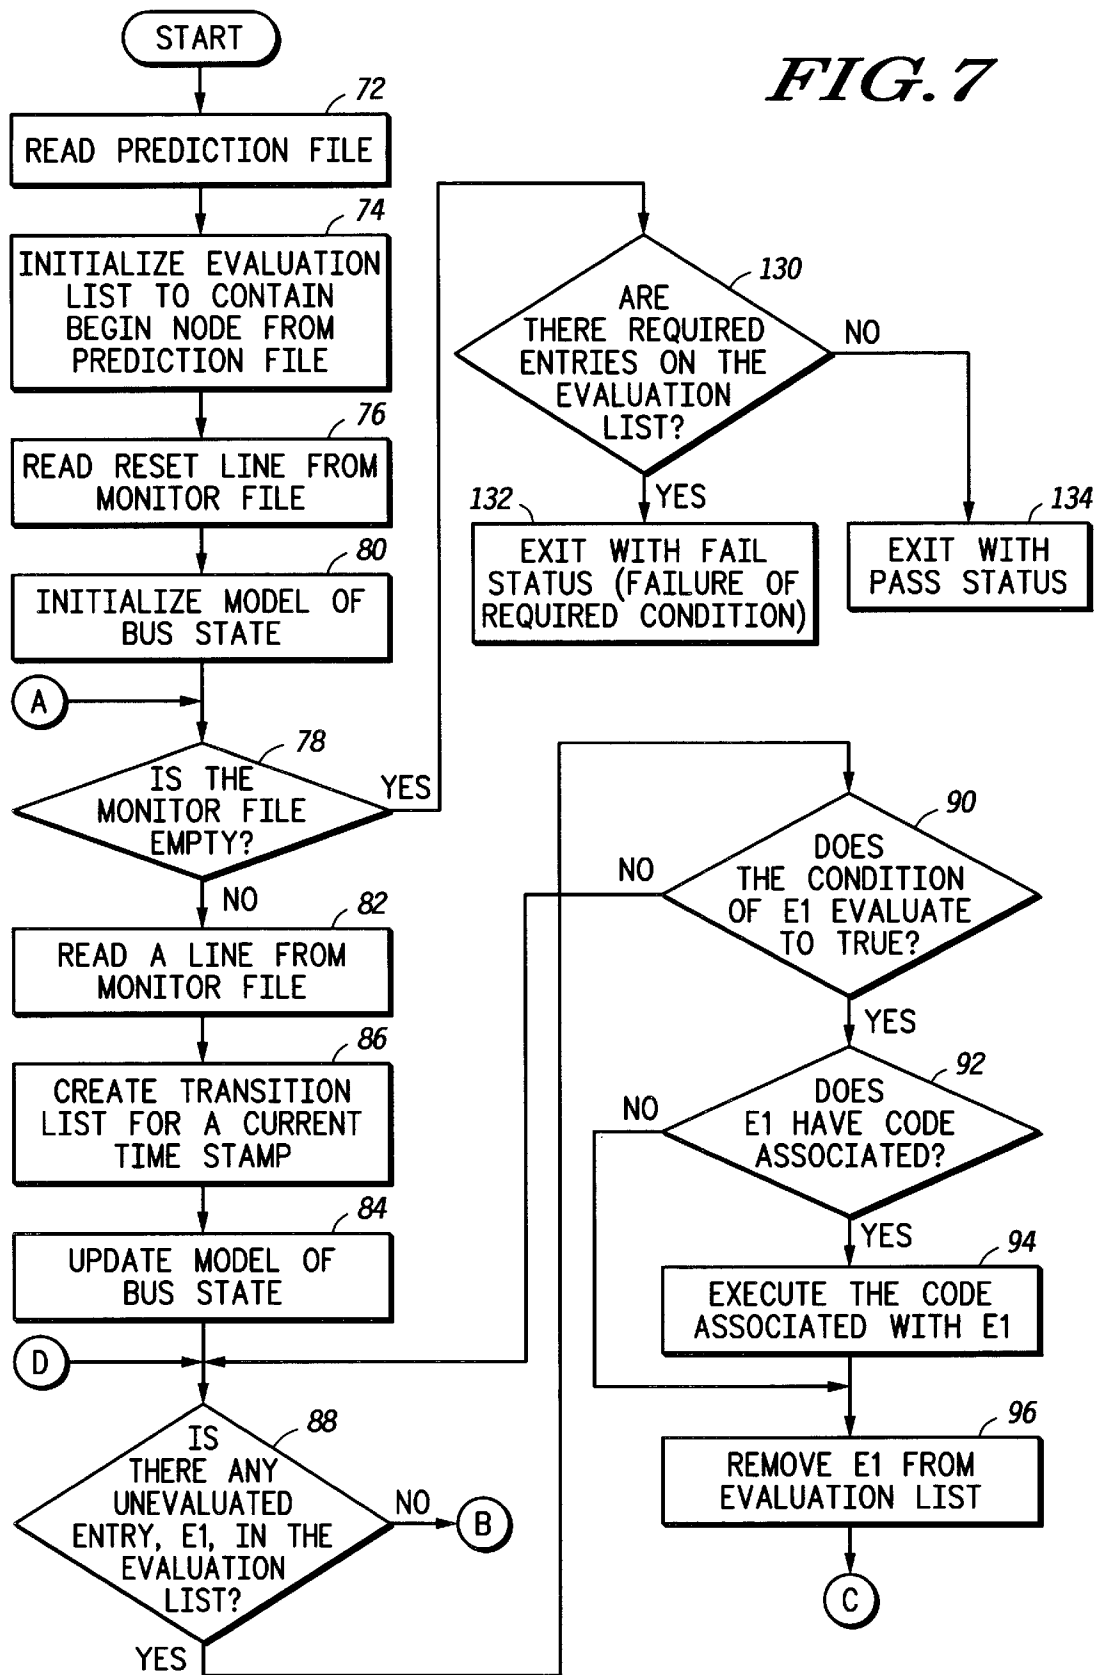 START
FIG.7
72
READ PREDICTION FILE
74
INITIALIZE EVALUATION
LIST TO CONTAIN
BEGIN NODE FROM
PREDICTION FILE
76
READ RESET LINE FROM
MONITOR FILE
80
INITIALIZE MODEL OF
BUS STATE
A
78
IS THE
MONITOR FILE
EMPTY?
YES
NO
130
ARE
THERE REQUIRED
ENTRIES ON THE
EVALUATION
LIST?
NO
YES
132
EXIT WITH FAIL
STATUS (FAILURE OF
REQUIRED CONDITION)
134
EXIT WITH
PASS STATUS
82
READ A LINE FROM
MONITOR FILE
86
CREATE TRANSITION
LIST FOR A CURRENT
TIME STAMP
84
UPDATE MODEL OF
BUS STATE
D
88
IS
THERE ANY
UNEVALUATED
ENTRY, E1, IN THE
EVALUATION
LIST?
NO
B
YES
90
DOES
THE CONDITION
OF E1 EVALUATE
TO TRUE?
NO
YES
92
DOES
E1 HAVE CODE
ASSOCIATED?
NO
YES
94
EXECUTE THE CODE
ASSOCIATED WITH E1
96
REMOVE E1 FROM
EVALUATION LIST
C